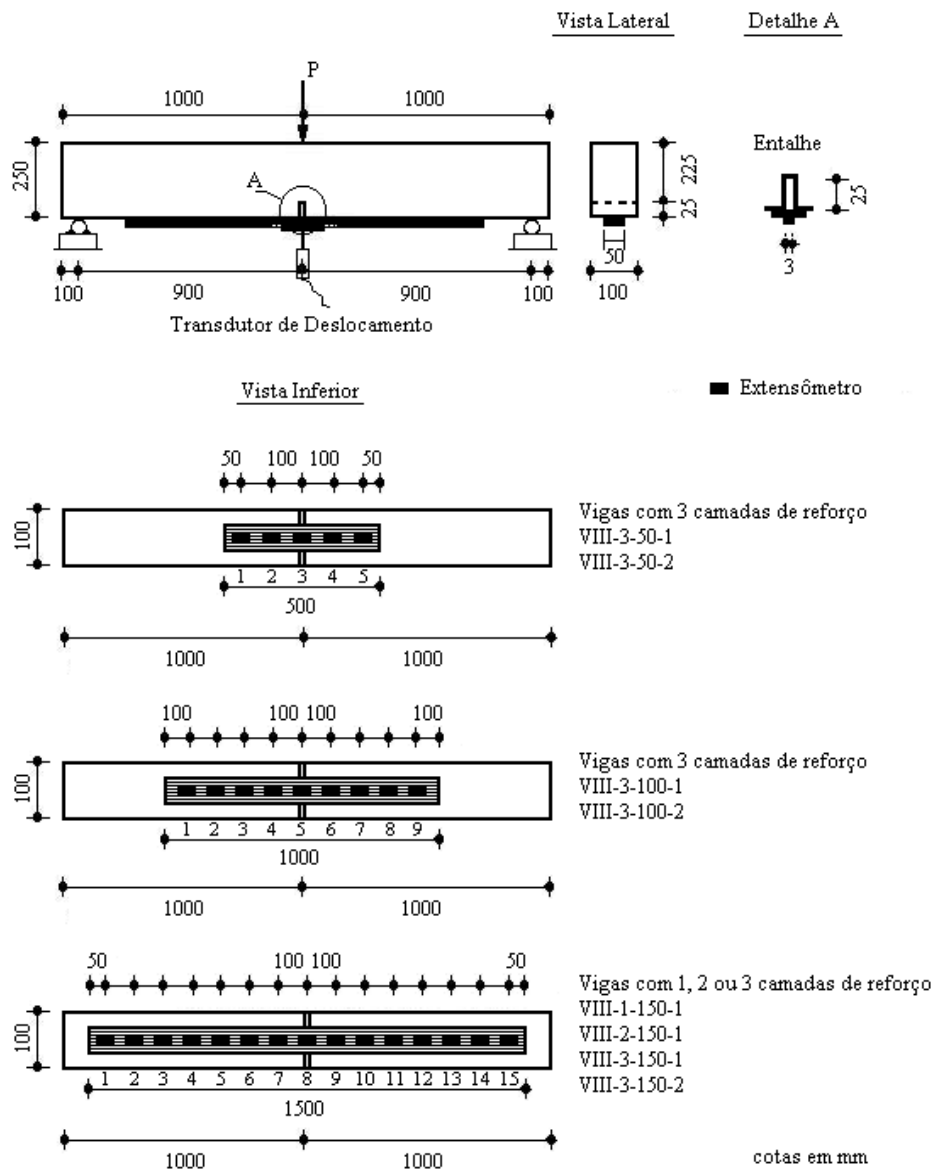 Vista Lateral Detalhe A
P
1000 1000
Entalhe
250 A 225 25 25
50 3
100 900 900 100 100
Transdutor de Deslocamento
Vista Inferior Extensômetro
50 100 100 50
Vigas com 3 camadas de reforço
100 VIII-3-50-1
VIII-3-50-2
1 2 3 4 5
500
1000 1000
100 100 100 100
Vigas com 3 camadas de reforço
100 VIII-3-100-1
VIII-3-100-2
1 2 3 4 5 6 7 8 9
1000
1000 1000
50 100 100 50
Vigas com 1, 2 ou 3 camadas de reforço
VIII-1-150-1
100 VIII-2-150-1
VIII-3-150-1
1 2 3 4 5 6 7 8 9 10 11 12 13 14 15 VIII-3-150-2
1500
1000 1000
cotas em mm